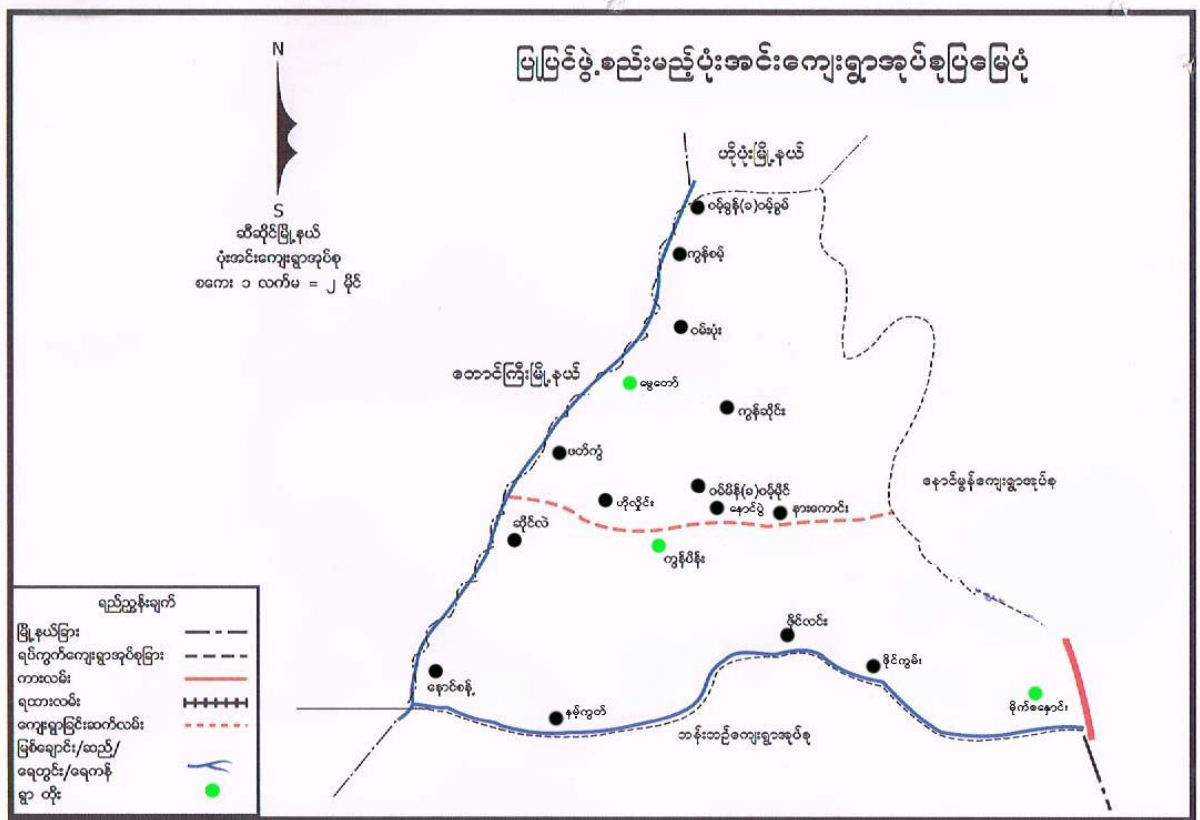 ပြုပြင်ဖွဲ့စည်းမည့်ပုံးအင်းကျေးရွာအုပ်စုပြမြေပုံ
N
S
ဆီဆိုင်မြို့နယ်
ပုံးအင်းကျေးရွာအုပ်စု
စကေး ၁ လက်မ = ၂ မိုင်
ဟိုပုံးမြို့နယ်
ဝမ့်ခွန်(ခ)ဝမ့်ခွမ်
ကွန်စမ့်
ဝမ်းပုံး
တောင်ကြီးမြို့နယ်
မွေတော်
ကွန်ဆိုင်း
ဖတ်ကွံ
နောင်မွန်ကျေးရွာအုပ်စု
ဝမ်မိန်(ခ)ဝမ့်မိုင်
ဟိုလှိုင်း
နောင်ပွဲ
နားကောင်း
ဆိုင်လဲ
ကွန်ပိန်း
ဖိုင်လင်း
ဖိုင်ကွမ်း
နောင်စန့်
နမ့်ကွတ်
မိုက်စနှောင်း
ဘန်းဘဉ်ကျေးရွာအုပ်စု
ရည်ညွှန်းချက်
မြို့နယ်ခြား
ရပ်ကွက်ကျေးရွာအုပ်စုခြား
ကားလမ်း
ရထားလမ်း
ကျေးရွာခြင်းဆက်လမ်း
မြစ်ချောင်း/ဆည်/
ရေတွင်း/ရေကန်
ရွာ တိုး